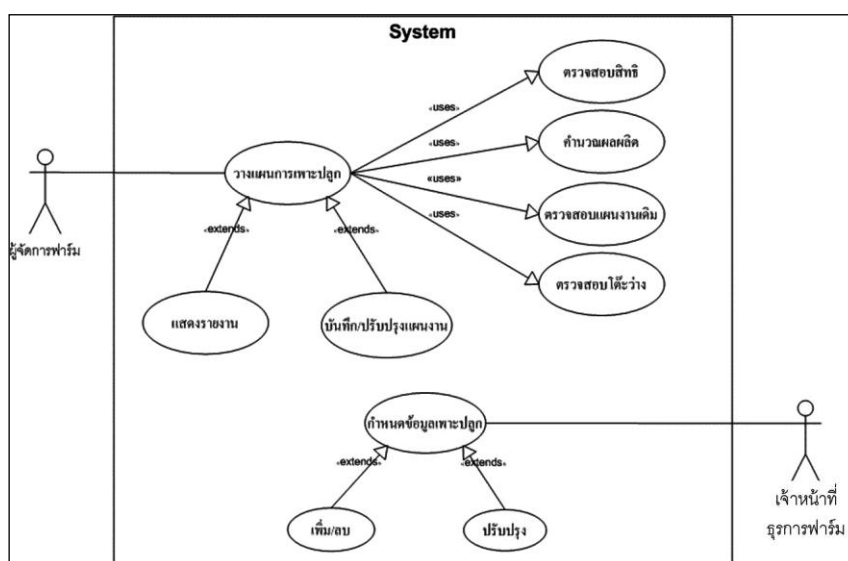 System
ตรวจสอบสิทธิ
«uses»
คำนวณผลผลิต
«uses»
วางแผนการเพาะปลูก
«uses»
ตรวจสอบแผนงานเดิม
«uses»
ผู้จัดการฟาร์ม
«extends»
«extends»
ตรวจสอบโต๊ะว่าง
แสดงรายงาน
บันทึก/ปรับปรุงแผนงาน
กำหนดข้อมูลเพาะปลูก
«extends»
«extends»
เจ้าหน้าที่
ธุรการฟาร์ม
เพิ่ม/ลบ
ปรับปรุง